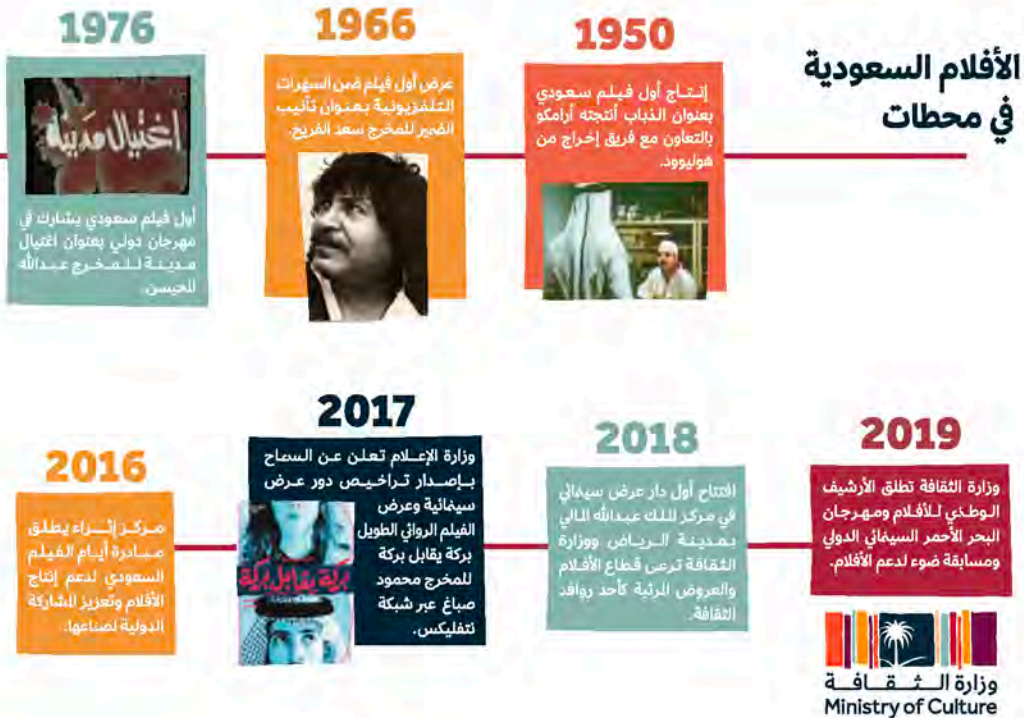 الأفلام السعودية
في محطات
1950
إنتاج أول فيلم سعودي
بعنوان الذباب أنتجته أرامكو
بالتعاون مع فريق إخراج من
هوليوود.
1966
عرض أول فيلم ضمن السهرات
التلفزيونية بعنوان تأنيب
الضمير للمخرج سعد الفريح.
1976
اغتيال مدينة
أول فيلم سعودي يشارك في
مهرجان دولي بعنوان اغتيال
مدينة للمخرج عبدالله
المحيسن.
2016
مركز إثراء يطلق
مبادرة أيام الفيلم
السعودي لدعم إنتاج
الأفلام وتعزيز المشاركة
الدولية لصناعها.
2017
وزارة الإعلام تعلن عن السماح
بإصدار تراخيص دور عرض
سينمائية وعرض
الفيلم الروائي الطويل
بركة يقابل بركة
للمخرج محمود
صباغ عبر شبكة
نتفليكس.
بركة يقابل بركة
2018
افتتاح أول دار عرض سينمائي
في مركز الملك عبدالله المالي
بمدينة الرياض ووزارة
الثقافة ترعى قطاع الأفلام
والعروض المرئية كأحد روافد
الثقافة.
2019
وزارة الثقافة تطلق الأرشيف
الوطني للأفلام ومهرجان
البحر الأحمر السينمائي الدولي
ومسابقة ضوء لدعم الأفلام.
وزارة الثقافة
Ministry of Culture